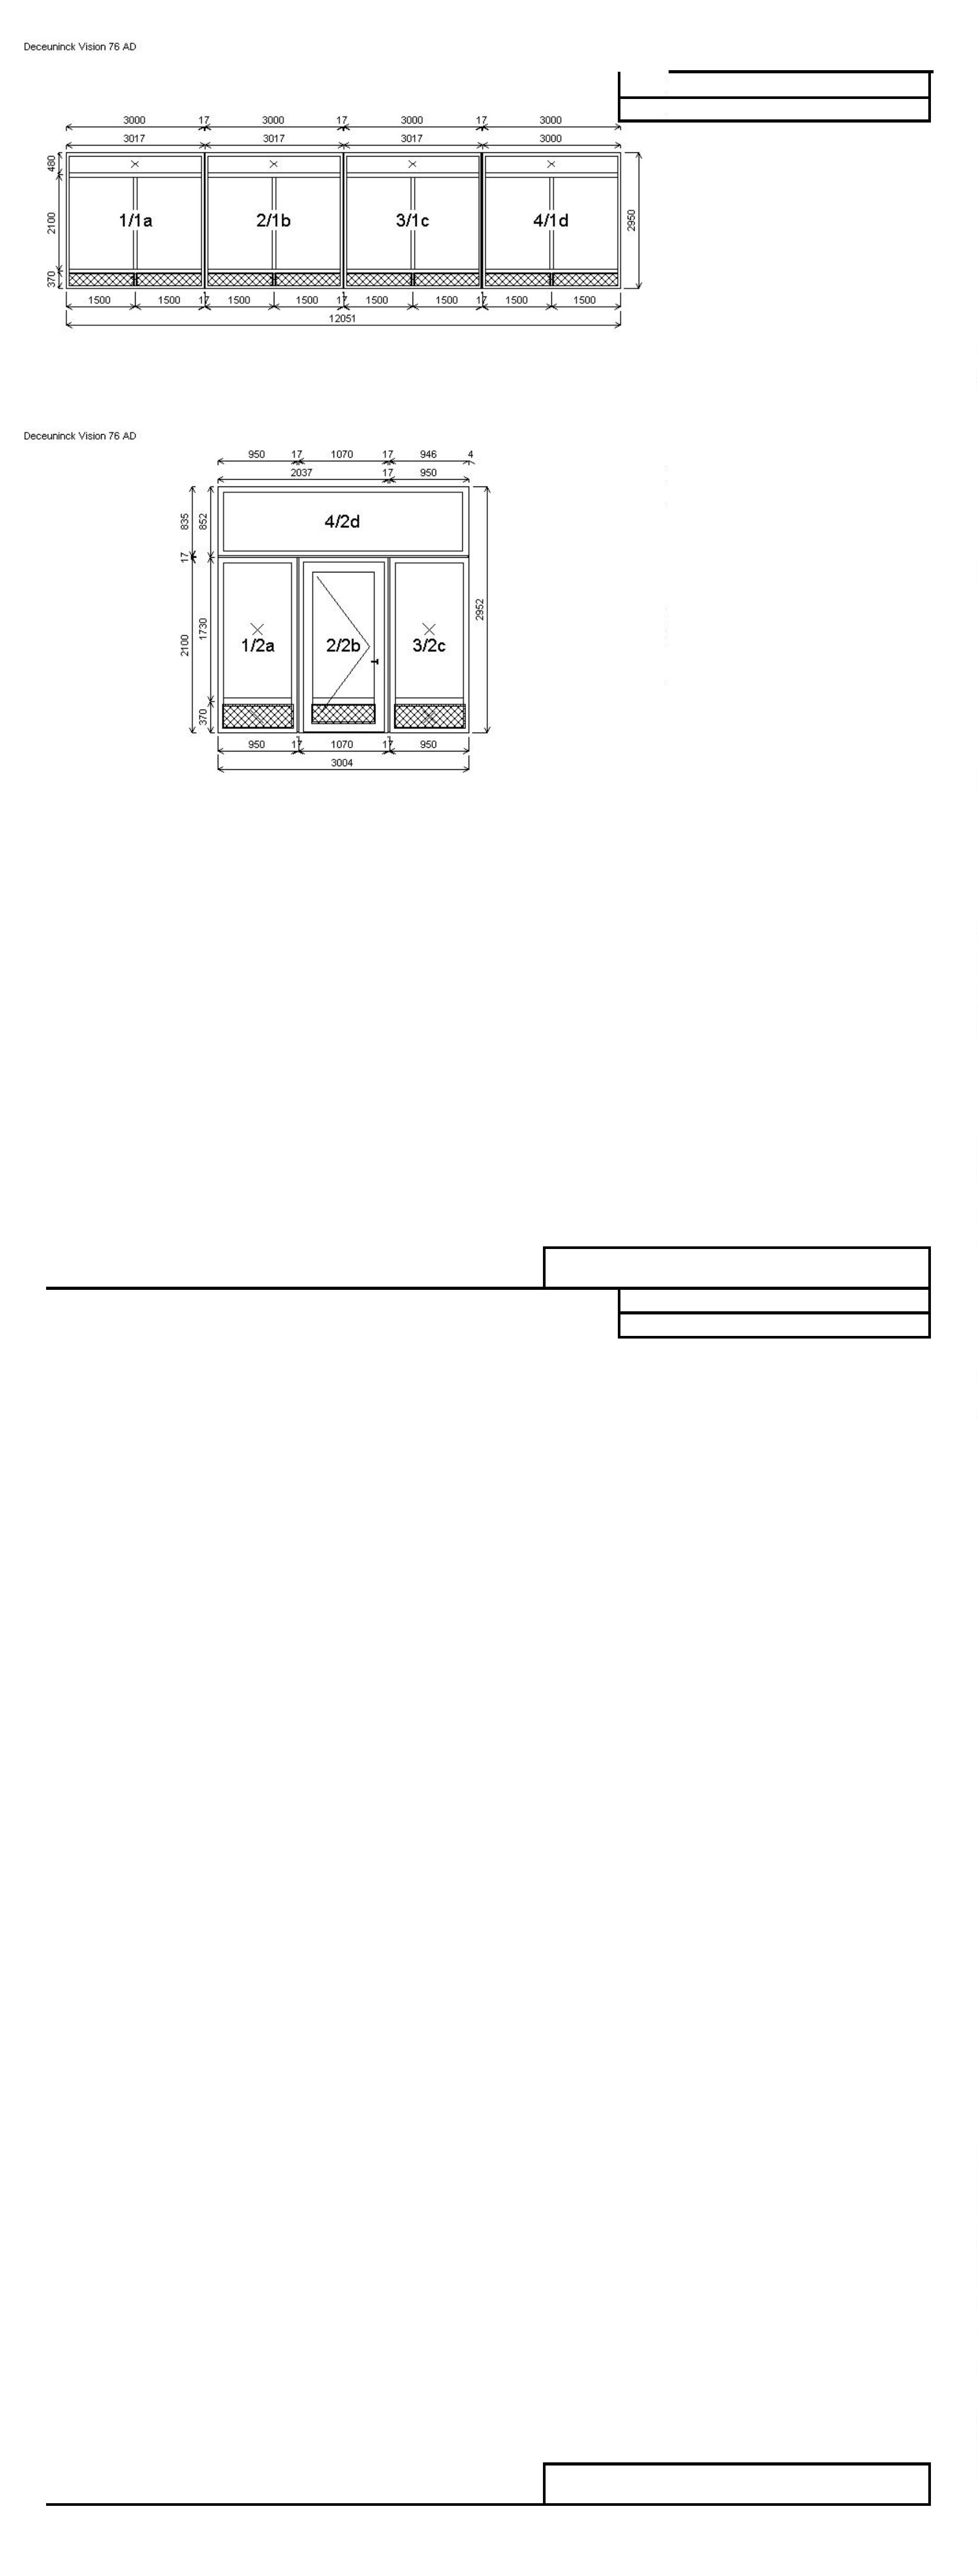 Deceuninck Vision 76 AD
3000 17 3000 17 3000 17 3000
3017 3017 3017 3000
480
2100
370
2950
1/1a 2/1b 3/1c 4/1d
1500 1500 17 1500 1500 17 1500 1500 17 1500 1500
12051
Deceuninck Vision 76 AD
950 17 1070 17 946 4
2037 17 950
835 852
17
4/2d
2100 1730
370
2952
1/2a 2/2b 3/2c
950 17 1070 17 950
3004